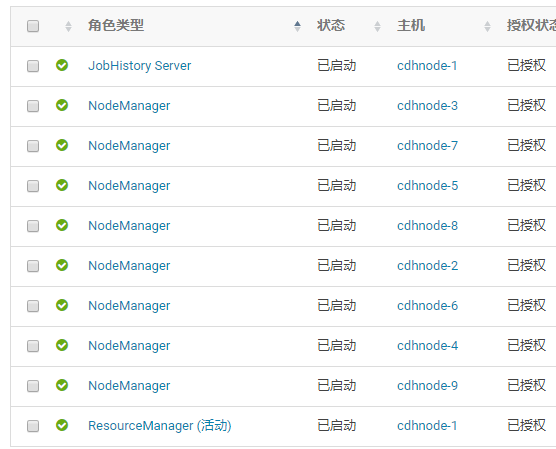 角色类型 状态 主机 授权状态
JobHistory Server 已启动 cdhnode-1 已授权
NodeManager 已启动 cdhnode-3 已授权
NodeManager 已启动 cdhnode-7 已授权
NodeManager 已启动 cdhnode-5 已授权
NodeManager 已启动 cdhnode-8 已授权
NodeManager 已启动 cdhnode-2 已授权
NodeManager 已启动 cdhnode-6 已授权
NodeManager 已启动 cdhnode-4 已授权
NodeManager 已启动 cdhnode-9 已授权
ResourceManager (活动) 已启动 cdhnode-1 已授权